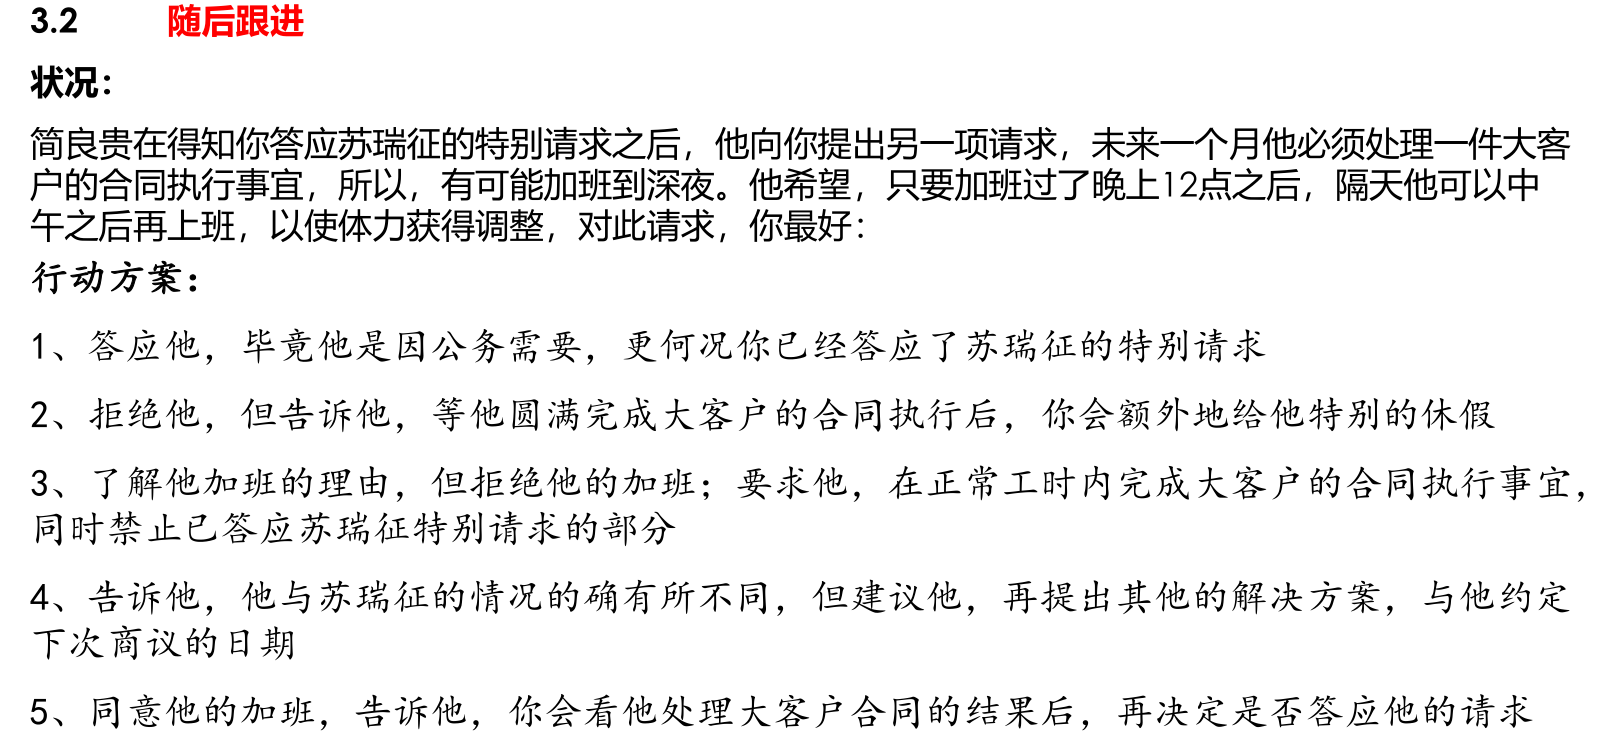 3.2 随后跟进
状况：
简良贵在得知你答应苏瑞征的特别请求之后，他向你提出另一项请求，未来一个月他必须处理一件大客
户的合同执行事宜，所以，有可能加班到深夜。他希望，只要加班过了晚上12点之后，隔天他可以中
午之后再上班，以使体力获得调整，对此请求，你最好：
行动方案：
1、答应他，毕竟他是因公务需要，更何况你已经答应了苏瑞征的特别请求
2、拒绝他，但告诉他，等他圆满完成大客户的合同执行后，你会额外地给他特别的休假
3、了解他加班的理由，但拒绝他的加班；要求他，在正常工时内完成大客户的合同执行事宜，
同时禁止已答应苏瑞征特别请求的部分
4、告诉他，他与苏瑞征的情况的确有所不同，但建议他，再提出其他的解决方案，与他约定
下次商议的日期
5、同意他的加班，告诉他，你会看他处理大客户合同的结果后，再决定是否答应他的请求